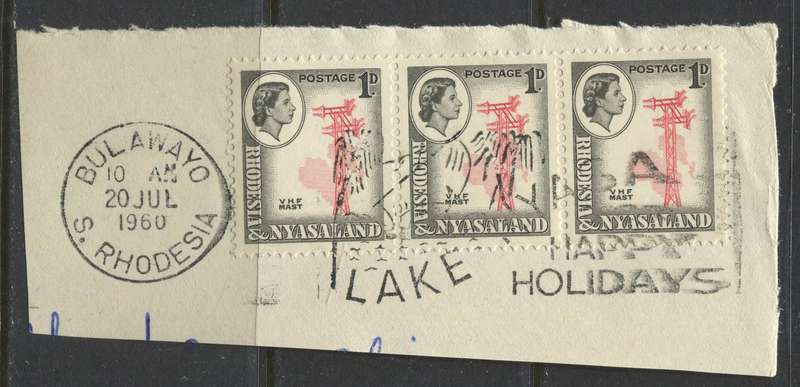 BULAWAYO
10 AM
20 JUL
1960
S. RHODESIA
POSTAGE 1D
VHF
MAST
RHODESIA
& NYASALAND
POSTAGE 1D
VHF
MAST
RHODESIA
& NYASALAND
POSTAGE 1D
VHF
MAST
RHODESIA
& NYASALAND
LAKE
HAPPY
HOLIDAYS